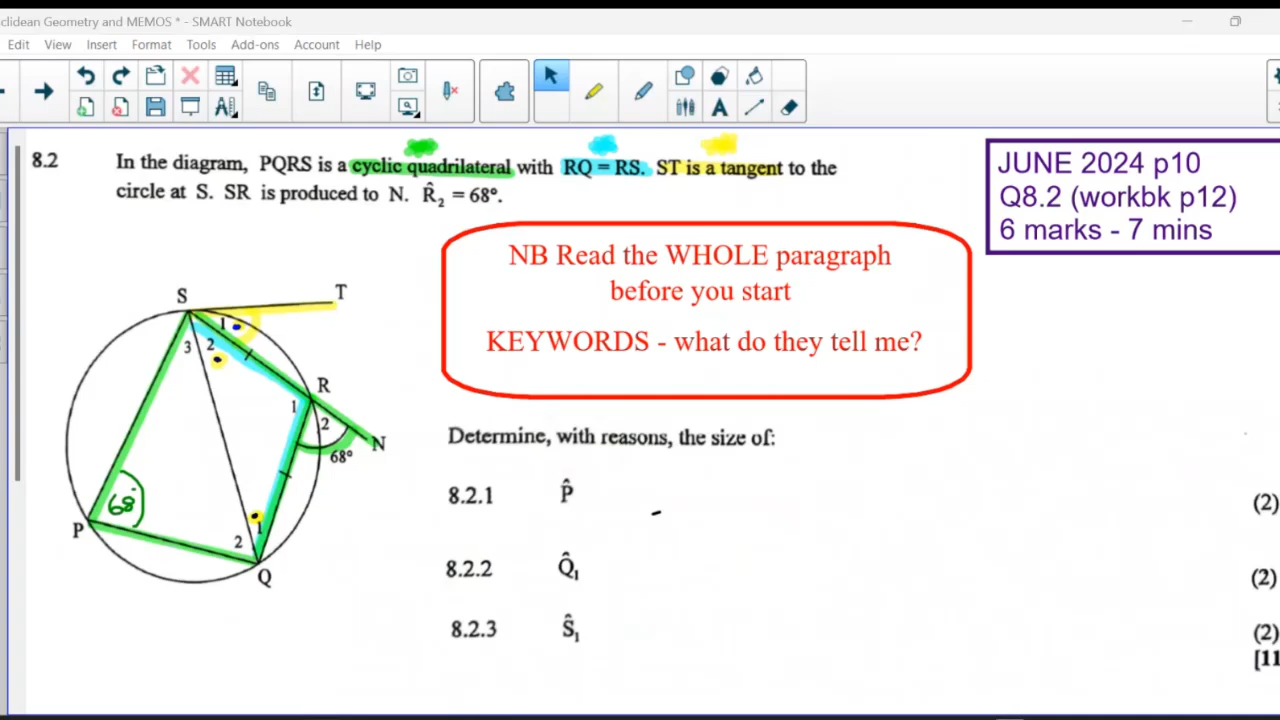 clidean Geometry and MEMOS * - SMART Notebook
Edit View Insert Format Tools Add-ons Account Help
8.2 In the diagram, PQRS is a cyclic quadrilateral with RQ = RS. ST is a tangent to the
circle at S. SR is produced to N. R̂₂ = 68°.
JUNE 2024 p10
Q8.2 (workbk p12)
6 marks - 7 mins
NB Read the WHOLE paragraph
before you start
KEYWORDS - what do they tell me?
S T
1
3 2
R
1
2
N
68°
68°
P
1
2
Q
Determine, with reasons, the size of:
8.2.1 P̂ (2)
8.2.2 Q̂₁ (2)
8.2.3 Ŝ₁ (2)
[11